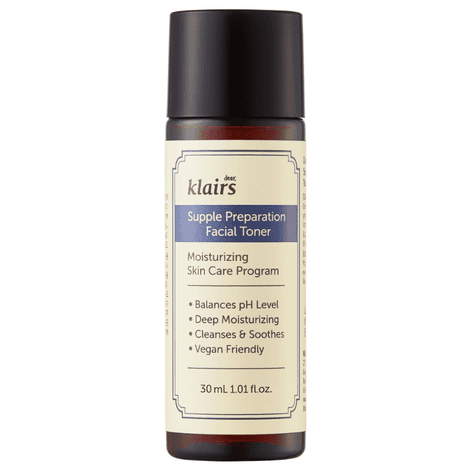 dear,
klairs
Supple Preparation
Facial Toner
Moisturizing
Skin Care Program
• Balances pH Level
• Deep Moisturizing
• Cleanses & Soothes
• Vegan Friendly
30 mL 1.01 fl.oz.